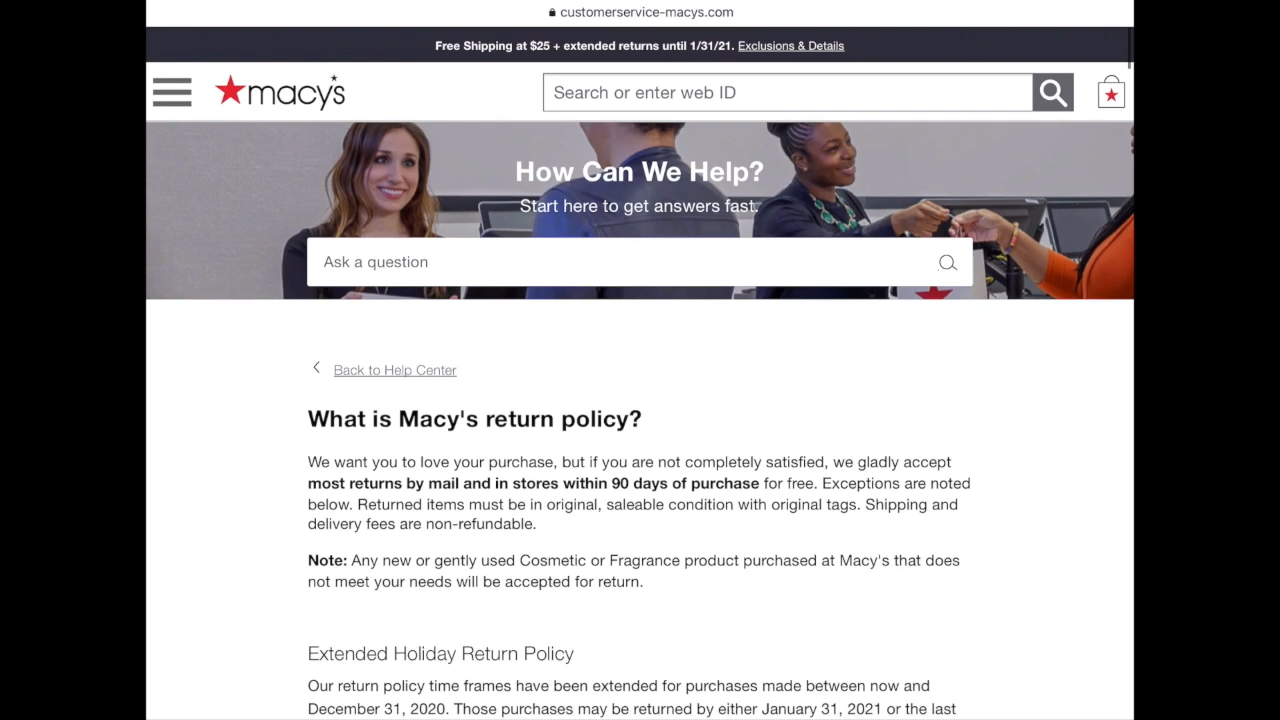 customerservice-macys.com
Free Shipping at $25 + extended returns until 1/31/21. Exclusions & Details
macy's
Search or enter web ID
How Can We Help?
Start here to get answers fast.
Ask a question
Back to Help Center
What is Macy's return policy?
We want you to love your purchase, but if you are not completely satisfied, we gladly accept
most returns by mail and in stores within 90 days of purchase for free. Exceptions are noted
below. Returned items must be in original, saleable condition with original tags. Shipping and
delivery fees are non-refundable.
Note: Any new or gently used Cosmetic or Fragrance product purchased at Macy's that does
not meet your needs will be accepted for return.
Extended Holiday Return Policy
Our return policy time frames have been extended for purchases made between now and
December 31, 2020. Those purchases may be returned by either January 31, 2021 or the last